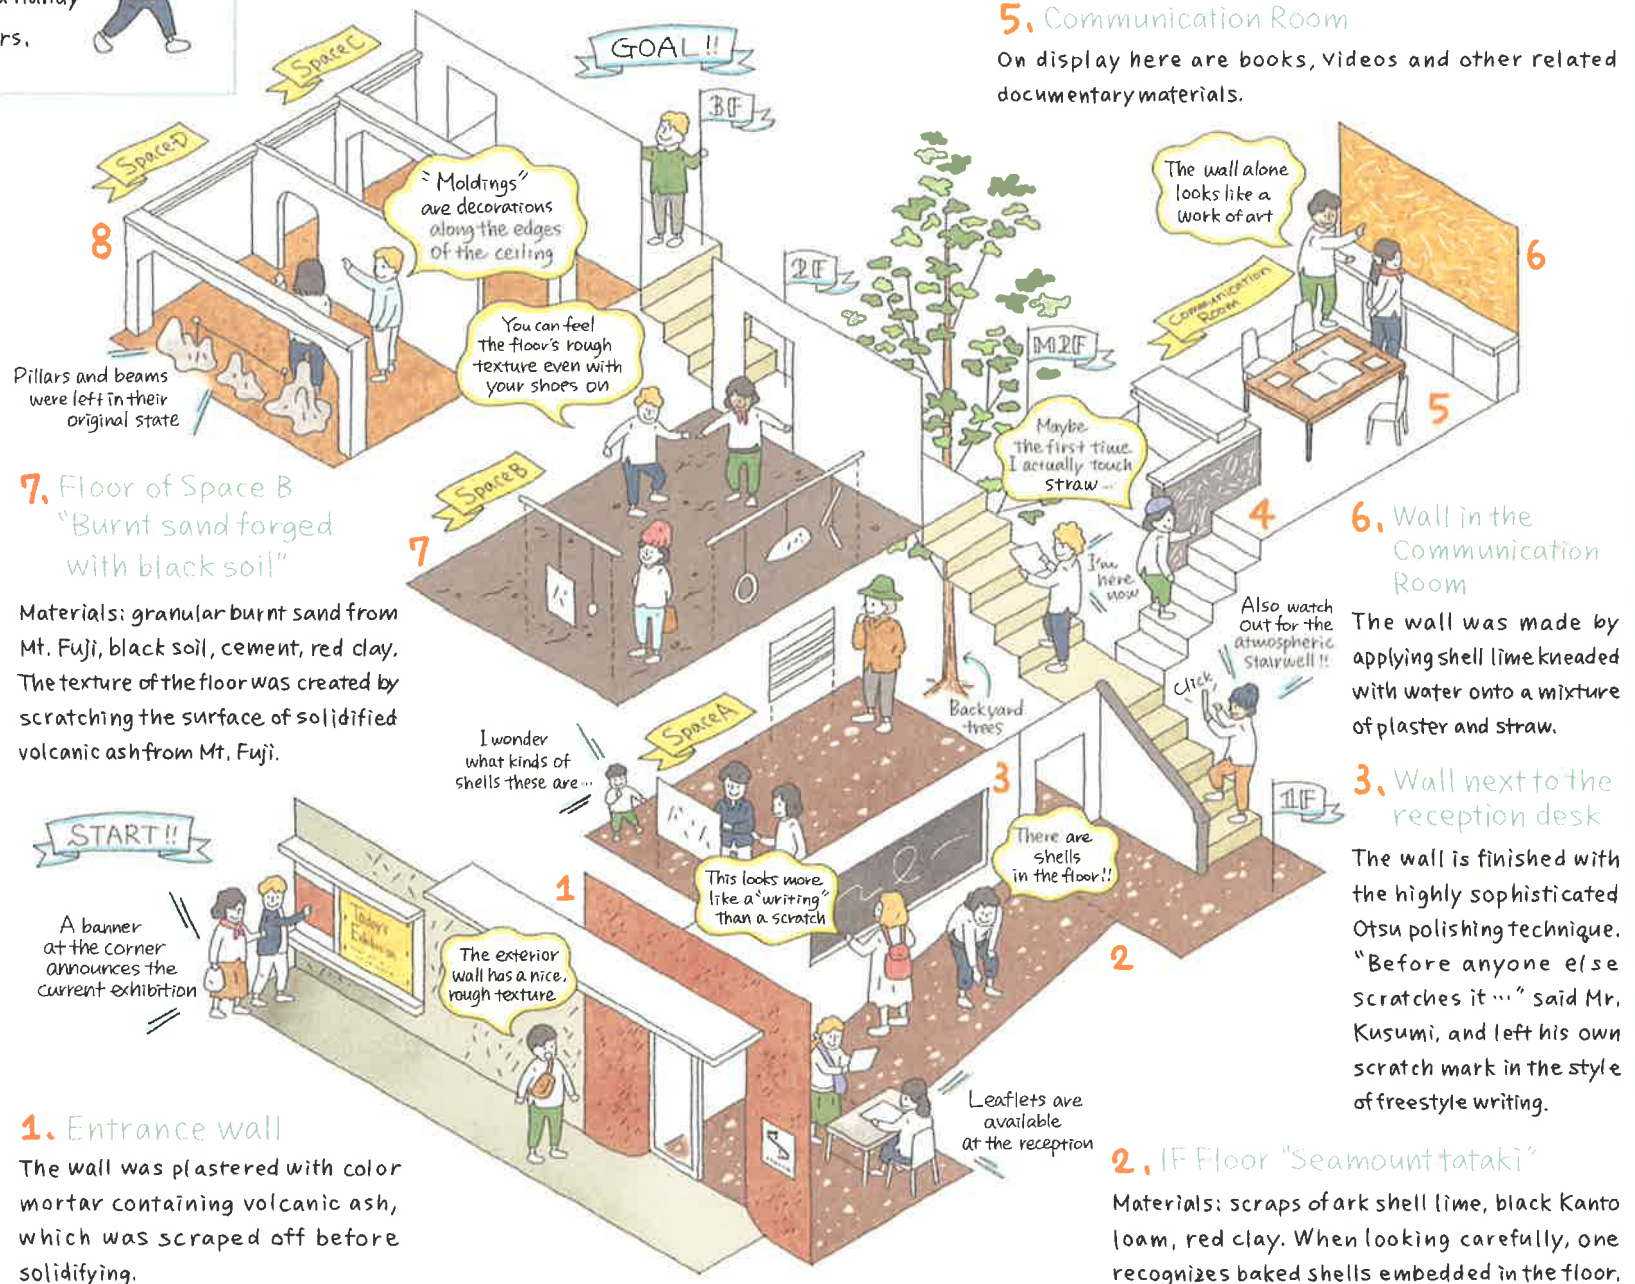 rs.
GOAL!!
Space C
Space D
3F
2F
M2F
1F
8
"Moldings"
are decorations
along the edges
of the ceiling
You can feel
the floor's rough
texture even with
your shoes on
Pillars and beams
were left in their
original state
5. Communication Room
On display here are books, videos and other related
documentary materials.
The wall alone
looks like a
work of art
Communication
Room
6
5
4
Maybe
the first time
I actually touch
straw...
I'm
here
now
Also watch
out for the
atmospheric
stairwell!!
Click
Backyard
trees
7. Floor of Space B
"Burnt sand forged
with black soil"
Materials: granular burnt sand from
Mt. Fuji, black soil, cement, red clay.
The texture of the floor was created by
scratching the surface of solidified
volcanic ash from Mt. Fuji.
Space B
7
6. Wall in the
Communication
Room
The wall was made by
applying shell lime kneaded
with water onto a mixture
of plaster and straw.
Space A
I wonder
what kinds of
shells these are...
3
There are
shells
in the floor!!
This looks more
like a "writing"
than a scratch
2
3. Wall next to the
reception desk
The wall is finished with
the highly sophisticated
Otsu polishing technique.
"Before anyone else
scratches it..." said Mr.
Kusumi, and left his own
scratch mark in the style
of freestyle writing.
START!!
A banner
at the corner
announces the
current exhibition
Today's
Exhibition
1
The exterior
wall has a nice,
rough texture
Leaflets are
available
at the reception
1. Entrance wall
The wall was plastered with color
mortar containing volcanic ash,
which was scraped off before
solidifying.
2. 1F Floor "Seamount tataki"
Materials: scraps of ark shell lime, black Kanto
loam, red clay. When looking carefully, one
recognizes baked shells embedded in the floor.